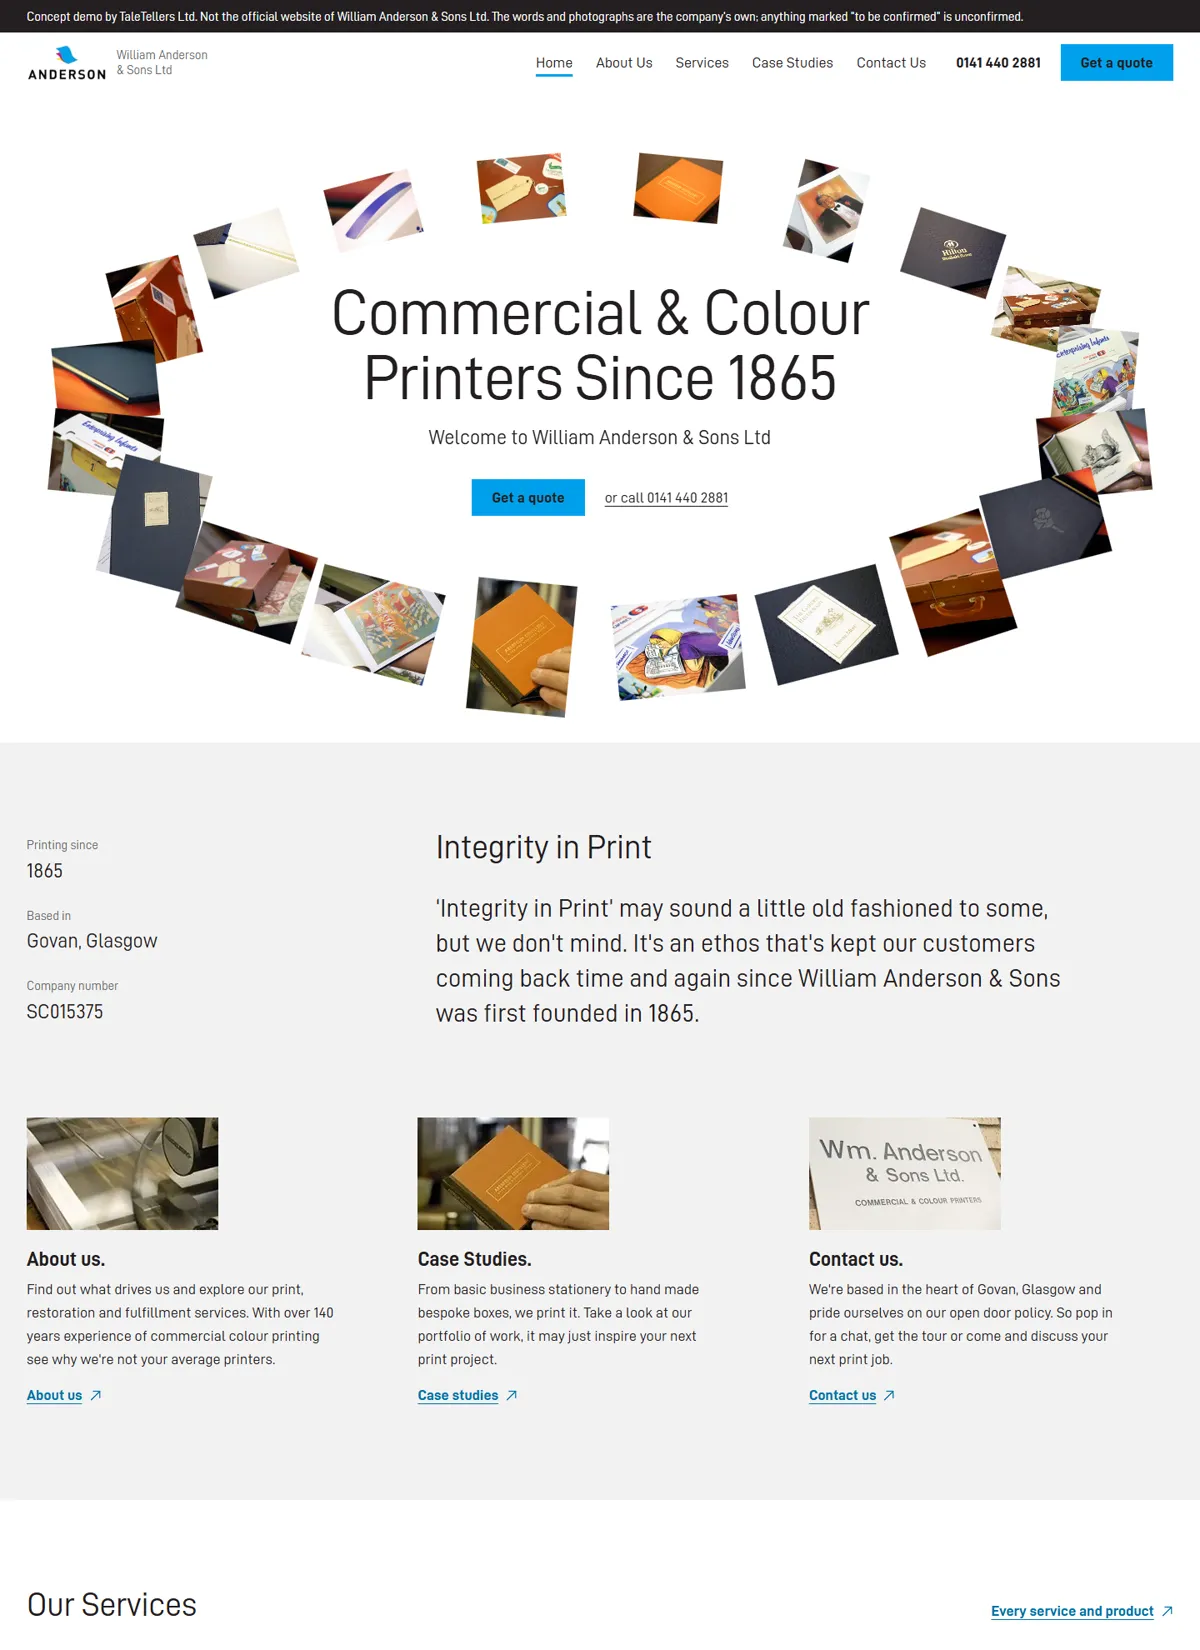 Concept demo by TaleTellers Ltd. Not the official website of William Anderson & Sons Ltd. The words and photographs are the company's own; anything marked "to be confirmed" is unconfirmed.
ANDERSON
William Anderson
& Sons Ltd
Home
About Us
Services
Case Studies
Contact Us
0141 440 2881
Get a quote
Hilton
Enterprising Infants
Commercial & Colour
Printers Since 1865
Welcome to William Anderson & Sons Ltd
Enterprising Infants
Get a quote
or call 0141 440 2881
Printing since
1865
Based in
Govan, Glasgow
Company number
SC015375
Integrity in Print
'Integrity in Print' may sound a little old fashioned to some,
but we don't mind. It's an ethos that's kept our customers
coming back time and again since William Anderson & Sons
was first founded in 1865.
Wm. Anderson
& Sons Ltd.
COMMERCIAL & COLOUR PRINTERS
About us.
Find out what drives us and explore our print,
restoration and fulfillment services. With over 140
years experience of commercial colour printing
see why we're not your average printers.
About us
Case Studies.
From basic business stationery to hand made
bespoke boxes, we print it. Take a look at our
portfolio of work, it may just inspire your next
print project.
Case studies
Contact us.
We're based in the heart of Govan, Glasgow and
pride ourselves on our open door policy. So pop in
for a chat, get the tour or come and discuss your
next print job.
Contact us
Our Services
Every service and product